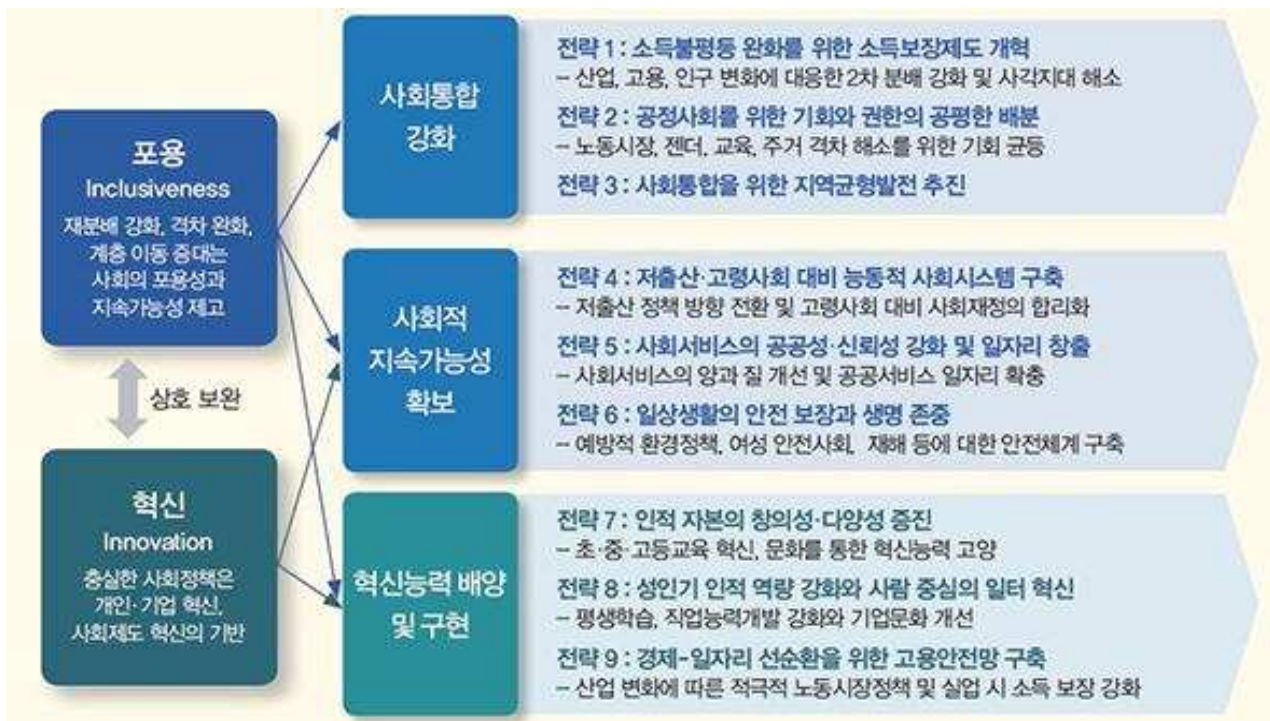 포용
Inclusiveness
재분배 강화, 격차 완화,
계층 이동 증대는
사회의 포용성과
지속가능성 제고
상호 보완
혁신
Innovation
충실한 사회정책은
개인·기업 혁신,
사회제도 혁신의 기반
사회통합
강화
전략 1 : 소득불평등 완화를 위한 소득보장제도 개혁
– 산업, 고용, 인구 변화에 대응한 2차 분배 강화 및 사각지대 해소
전략 2 : 공정사회를 위한 기회와 권한의 공평한 배분
– 노동시장, 젠더, 교육, 주거 격차 해소를 위한 기회 균등
전략 3 : 사회통합을 위한 지역균형발전 추진
사회적
지속가능성
확보
전략 4 : 저출산·고령사회 대비 능동적 사회시스템 구축
– 저출산 정책 방향 전환 및 고령사회 대비 사회재정의 합리화
전략 5 : 사회서비스의 공공성·신뢰성 강화 및 일자리 창출
– 사회서비스의 양과 질 개선 및 공공서비스 일자리 확충
전략 6 : 일상생활의 안전 보장과 생명 존중
– 예방적 환경정책, 여성 안전사회, 재해 등에 대한 안전체계 구축
혁신능력 배양
및 구현
전략 7 : 인적 자본의 창의성·다양성 증진
– 초·중·고등교육 혁신, 문화를 통한 혁신능력 고양
전략 8 : 성인기 인적 역량 강화와 사람 중심의 일터 혁신
– 평생학습, 직업능력개발 강화와 기업문화 개선
전략 9 : 경제-일자리 선순환을 위한 고용안전망 구축
– 산업 변화에 따른 적극적 노동시장정책 및 실업 시 소득 보장 강화